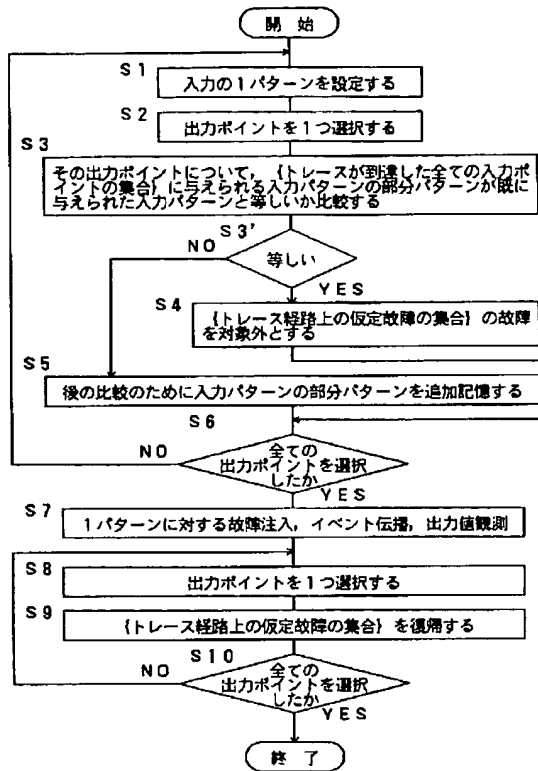 開 始
S1
入力の1パターンを設定する
S2
出力ポイントを1つ選択する
S3
その出力ポイントについて，{トレースが到達した全ての入力
ポイントの集合}に与えられる入力パターンの部分パターンが既に
与えられた入力パターンと等しいか比較する
S3'
NO
等しい
YES
S4
{トレース経路上の仮定故障の集合}の故障
を対象外とする
S5
後の比較のために入力パターンの部分パターンを追加記憶する
S6
NO
全ての
出力ポイントを選択
したか
YES
S7
1パターンに対する故障注入，イベント伝播，出力値観測
S8
出力ポイントを1つ選択する
S9
{トレース経路上の仮定故障の集合}を復帰する
S10
NO
全ての
出力ポイントを選択
したか
YES
終 了